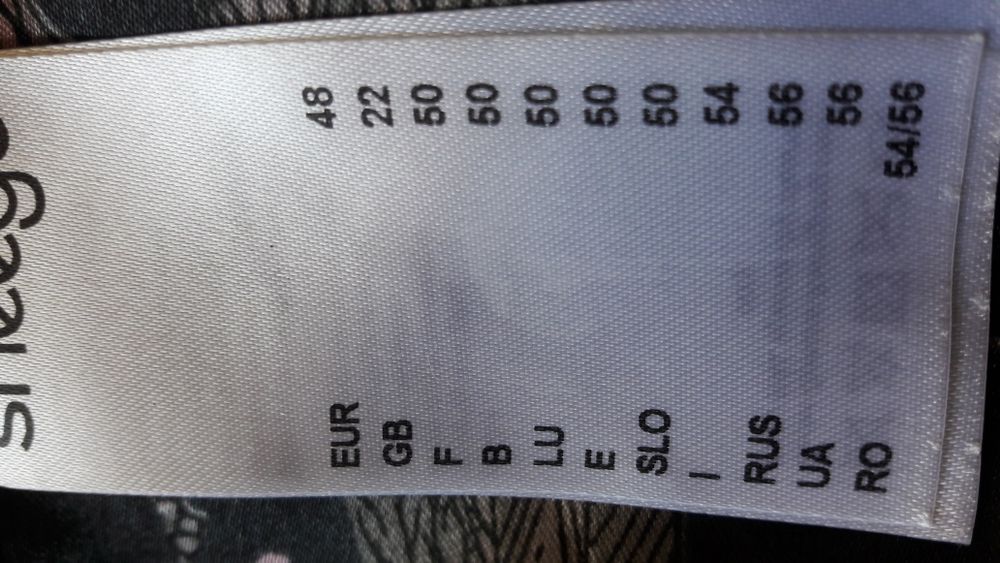 sheego
EUR 48
GB 22
F 50
B 50
LU 50
E 50
SLO 50
I 54
RUS 56
UA 56
RO 54/56